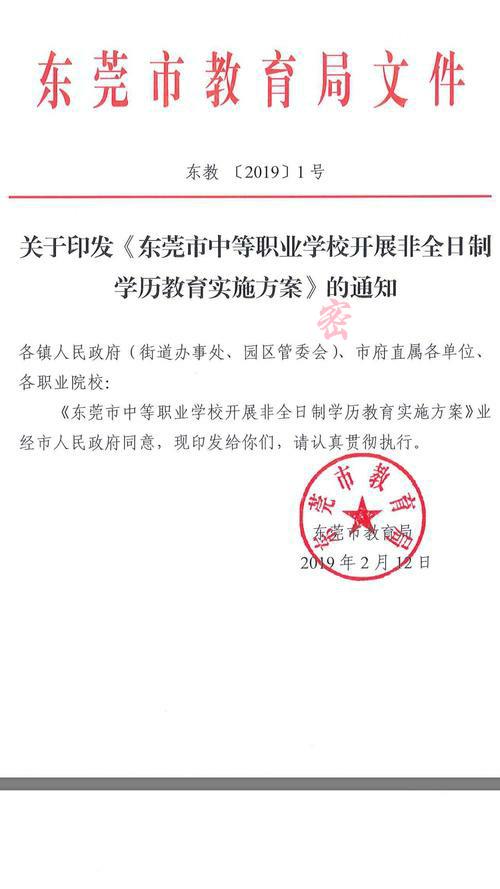 东莞市教育局文件
东教〔2019〕1号
关于印发《东莞市中等职业学校开展非全日制
学历教育实施方案》的通知
密
各镇人民政府（街道办事处、园区管委会）、市府直属各单位、
各职业院校：
《东莞市中等职业学校开展非全日制学历教育实施方案》业
经市人民政府同意，现印发给你们，请认真贯彻执行。
东莞市教育局
东莞市教育局
2019年2月12日